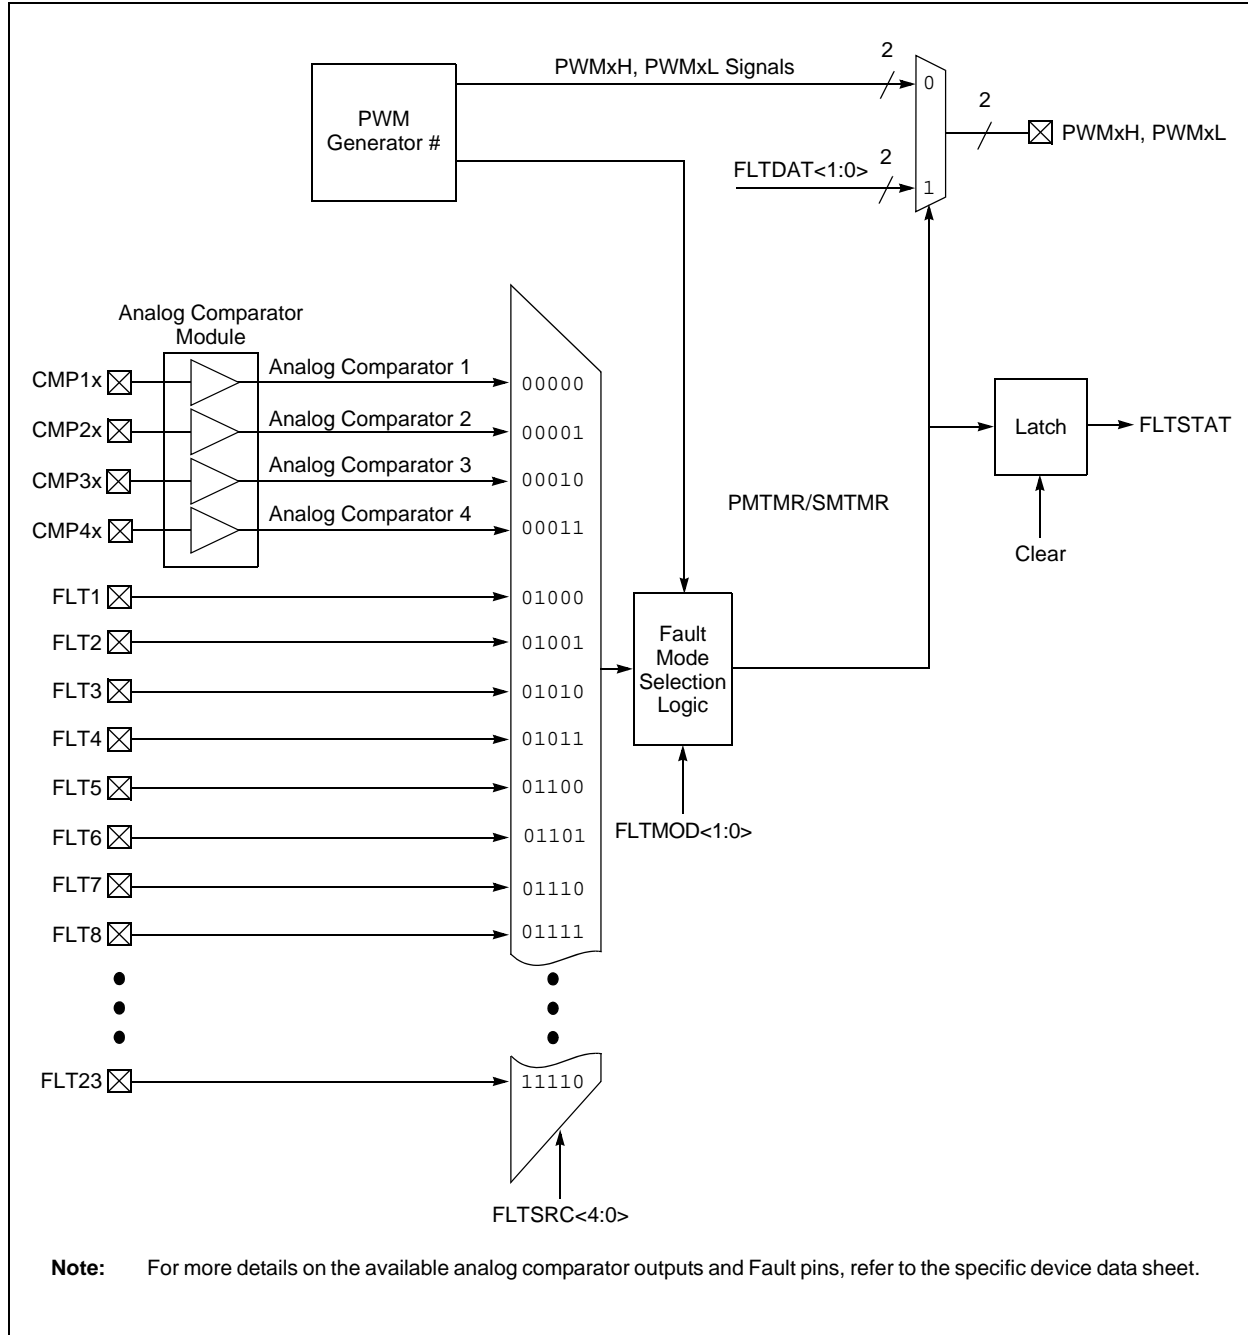 PWM
Generator #
PWMxH, PWMxL Signals
2
0
2
PWMxH, PWMxL
FLTDAT<1:0>
2
1
Analog Comparator
Module
CMP1x
Analog Comparator 1
00000
CMP2x
Analog Comparator 2
00001
CMP3x
Analog Comparator 3
00010
CMP4x
Analog Comparator 4
00011
Latch
FLTSTAT
PMTMR/SMTMR
Clear
FLT1
01000
FLT2
01001
FLT3
01010
FLT4
01011
FLT5
01100
FLT6
01101
FLT7
01110
FLT8
01111
Fault
Mode
Selection
Logic
FLTMOD<1:0>
FLT23
11110
FLTSRC<4:0>
Note: For more details on the available analog comparator outputs and Fault pins, refer to the specific device data sheet.